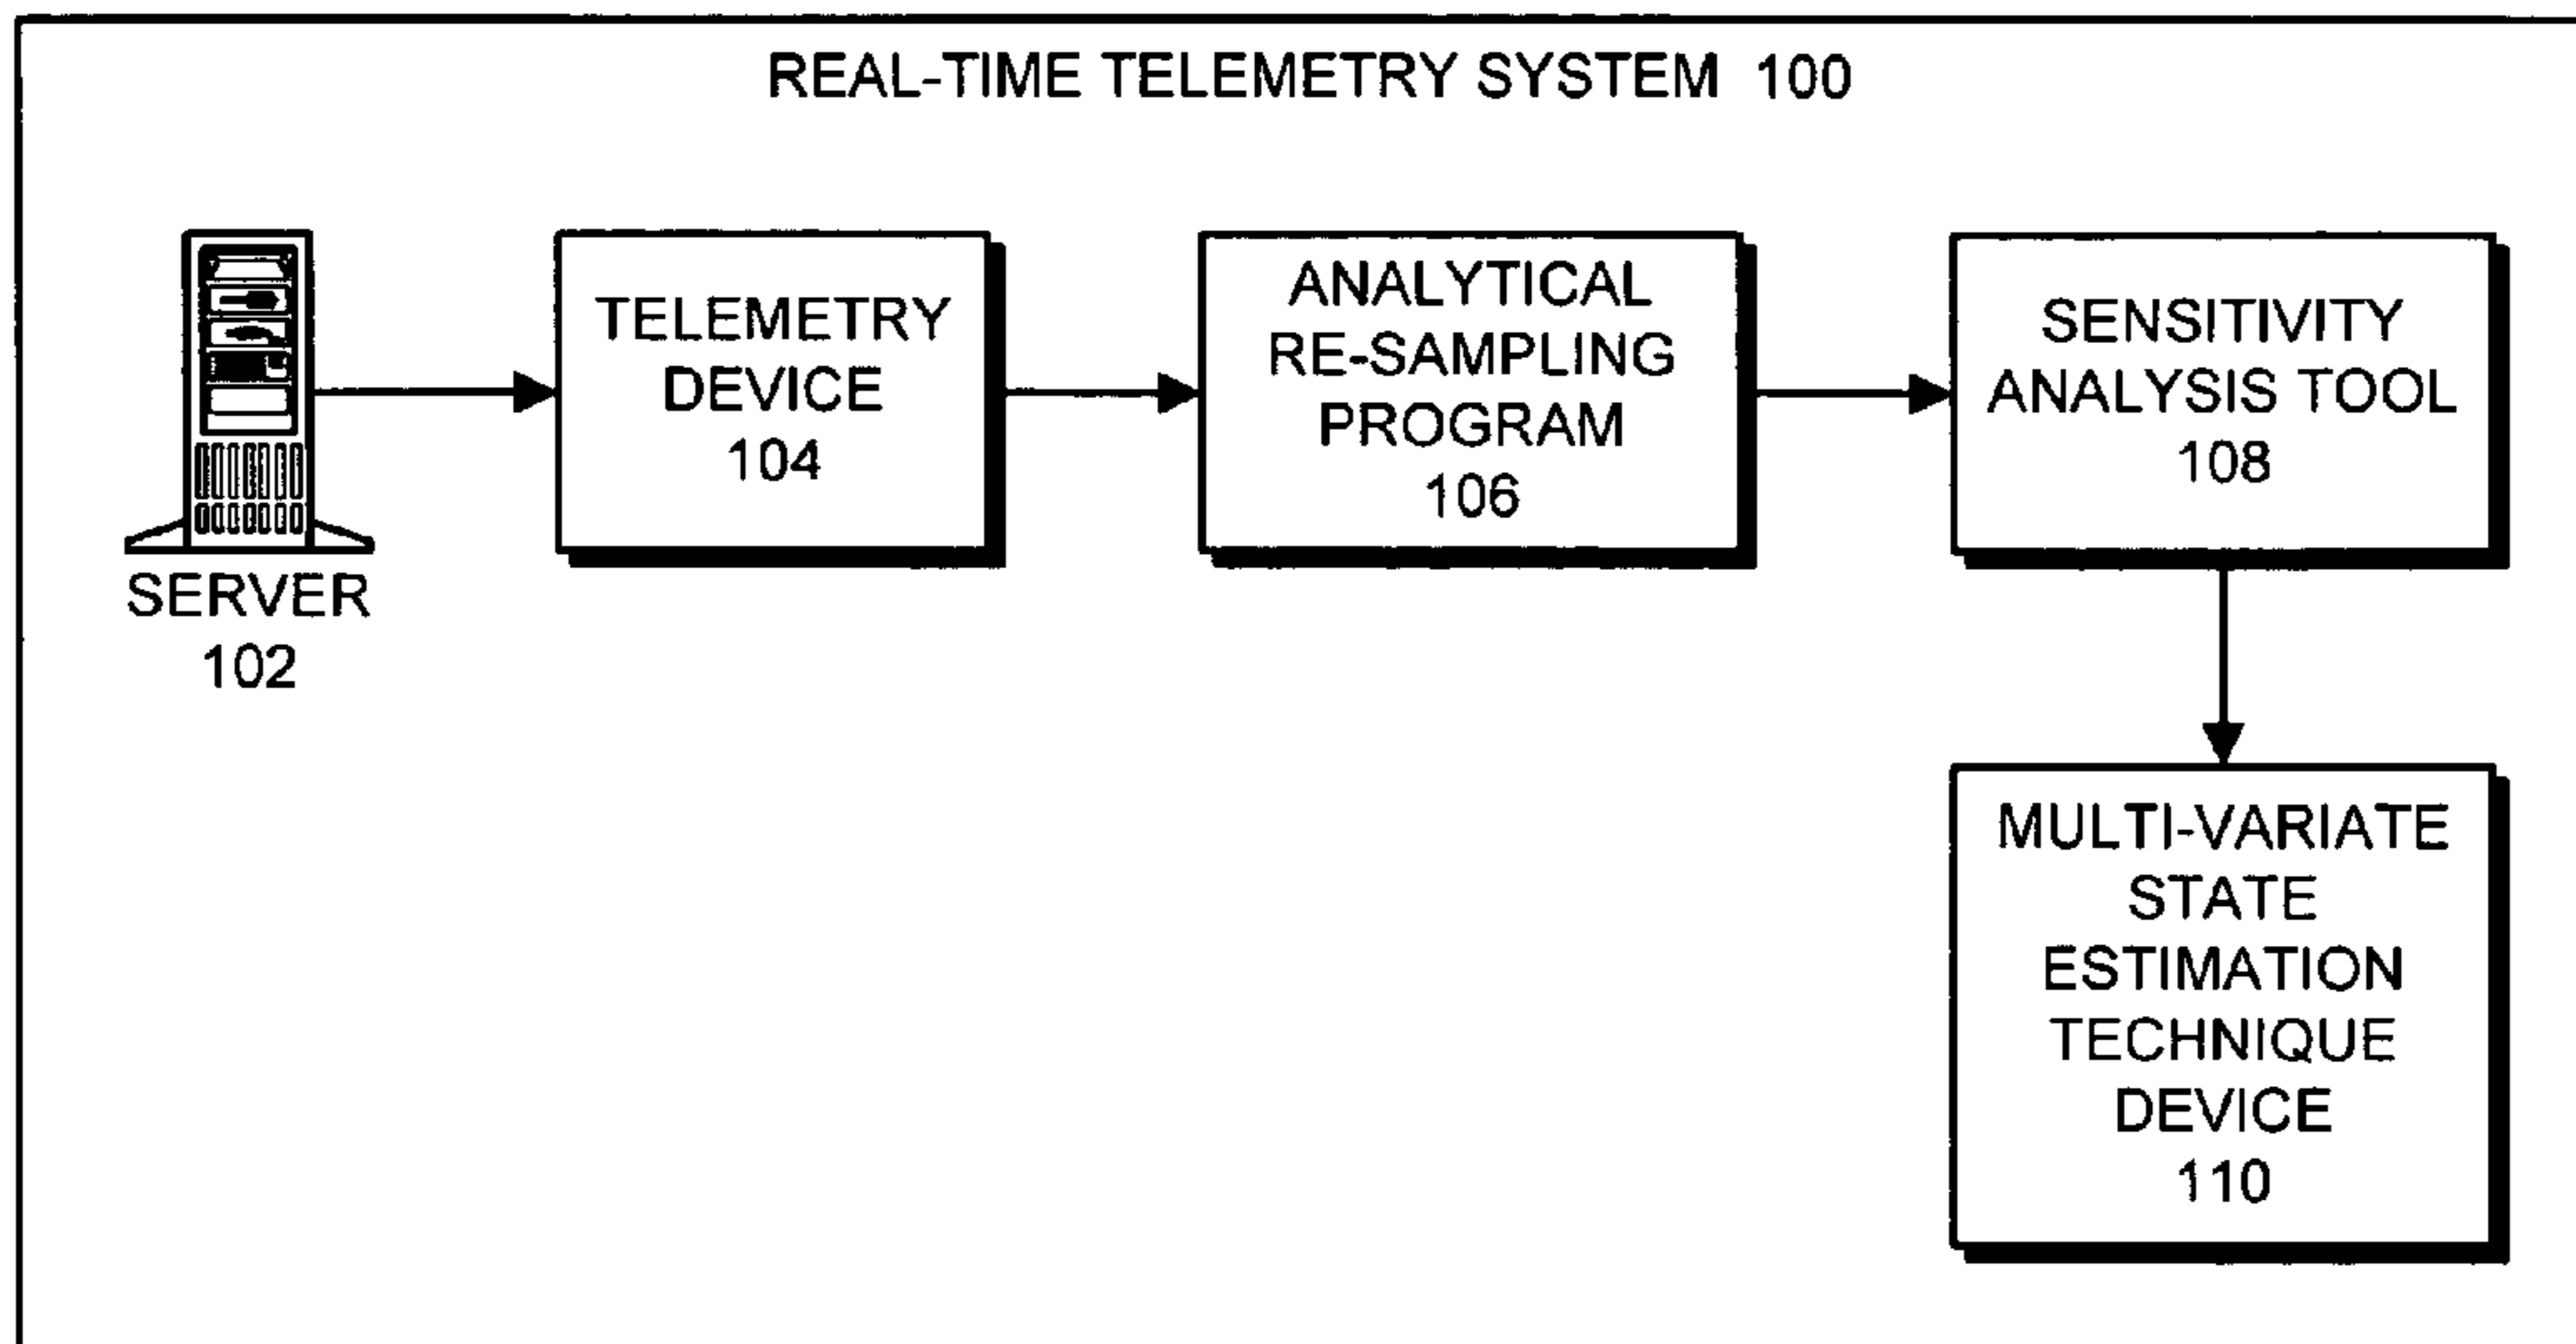 REAL-TIME TELEMETRY SYSTEM 100
SERVER
102
TELEMETRY
DEVICE
104
ANALYTICAL
RE-SAMPLING
PROGRAM
106
SENSITIVITY
ANALYSIS TOOL
108
MULTI-VARIATE
STATE
ESTIMATION
TECHNIQUE
DEVICE
110